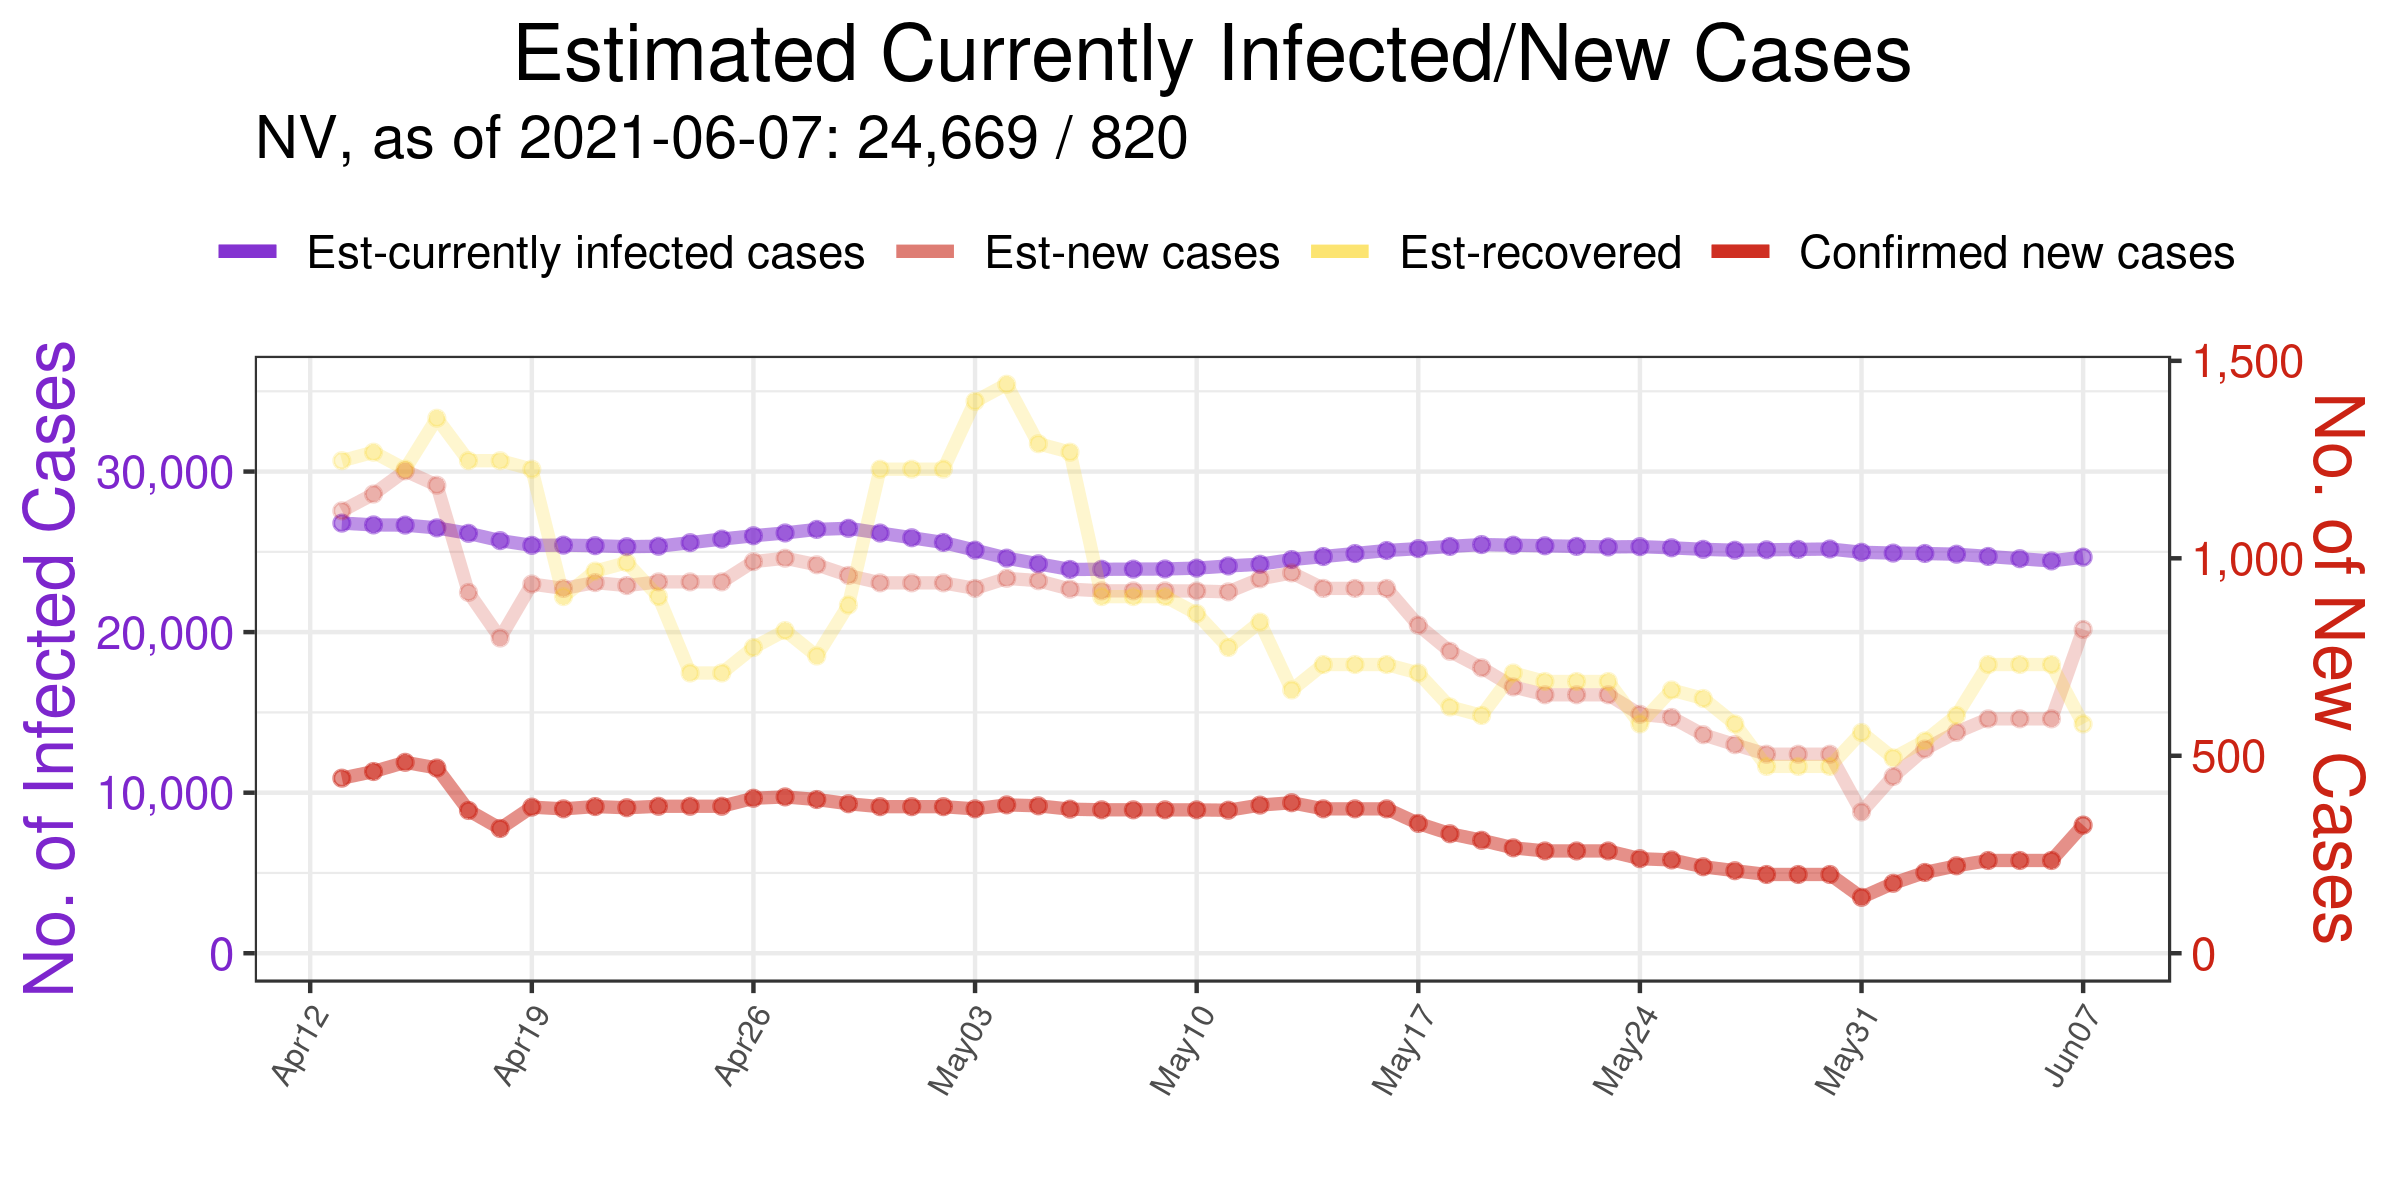 Estimated Currently Infected/New Cases
NV, as of 2021-06-07: 24,669 / 820
Est-currently infected cases Est-new cases Est-recovered Confirmed new cases
No. of Infected Cases
30,000
20,000
10,000
0
1,500
1,000
500
0
No. of New Cases
Apr12 Apr19 Apr26 May03 May10 May17 May24 May31 Jun07